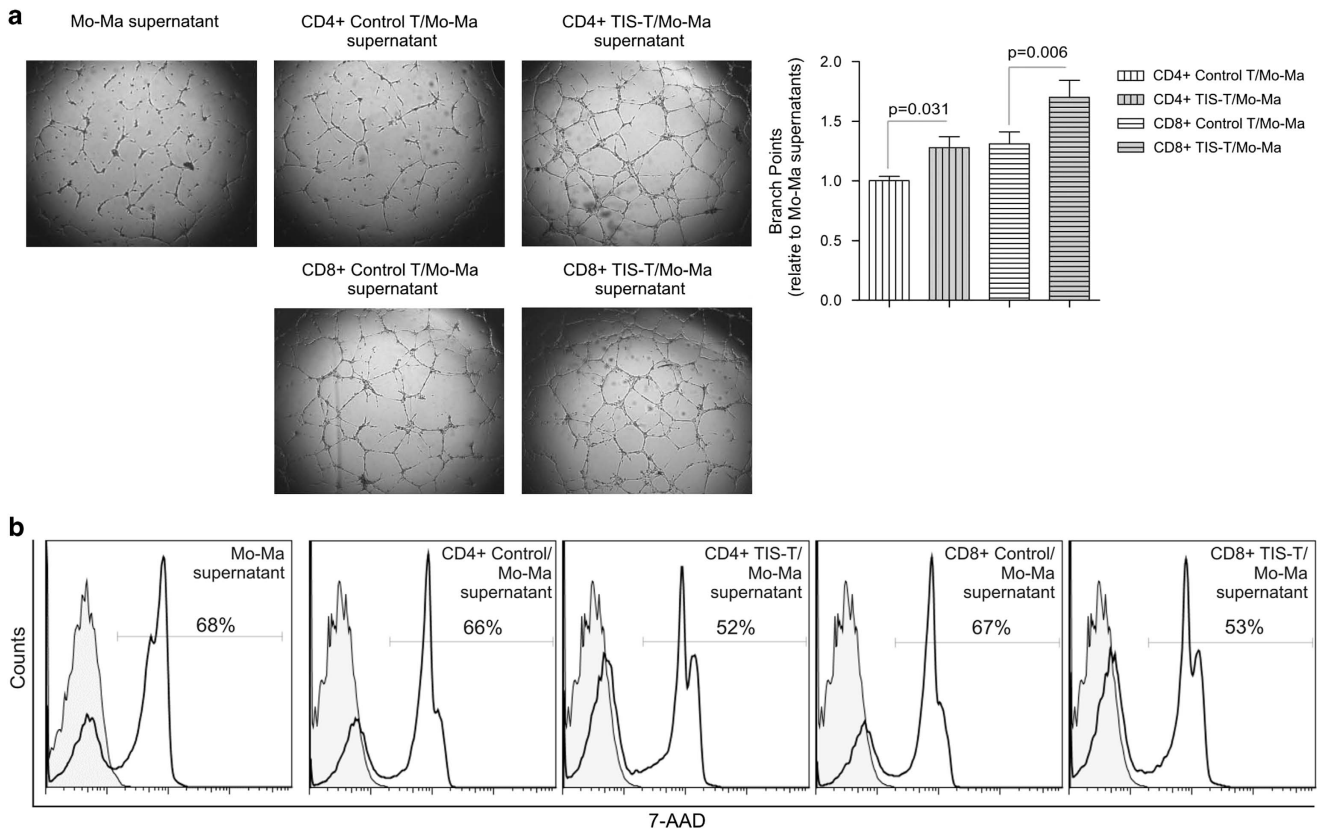 a
Mo-Ma supernatant
CD4+ Control T/Mo-Ma
supernatant
CD4+ TIS-T/Mo-Ma
supernatant
CD8+ Control T/Mo-Ma
supernatant
CD8+ TIS-T/Mo-Ma
supernatant
Branch Points
(relatire to Mo-Ma supernatants)
2.0
1.5
1.0
0.5
0.0
p=0.031
p=0.006
CD4+ Control T/Mo-Ma
CD4+ TIS-T/Mo-Ma
CD8+ Control T/Mo-Ma
CD8+ TIS-T/Mo-Ma
b
Counts
Mo-Ma
supernatant
68%
CD4+ Control/
Mo-Ma
supernatant
66%
CD4+ TIS-T/
Mo-Ma
supernatant
52%
CD8+ Control/
Mo-Ma
supernatant
67%
CD8+ TIS-T/
Mo-Ma
supernatant
53%
7-AAD